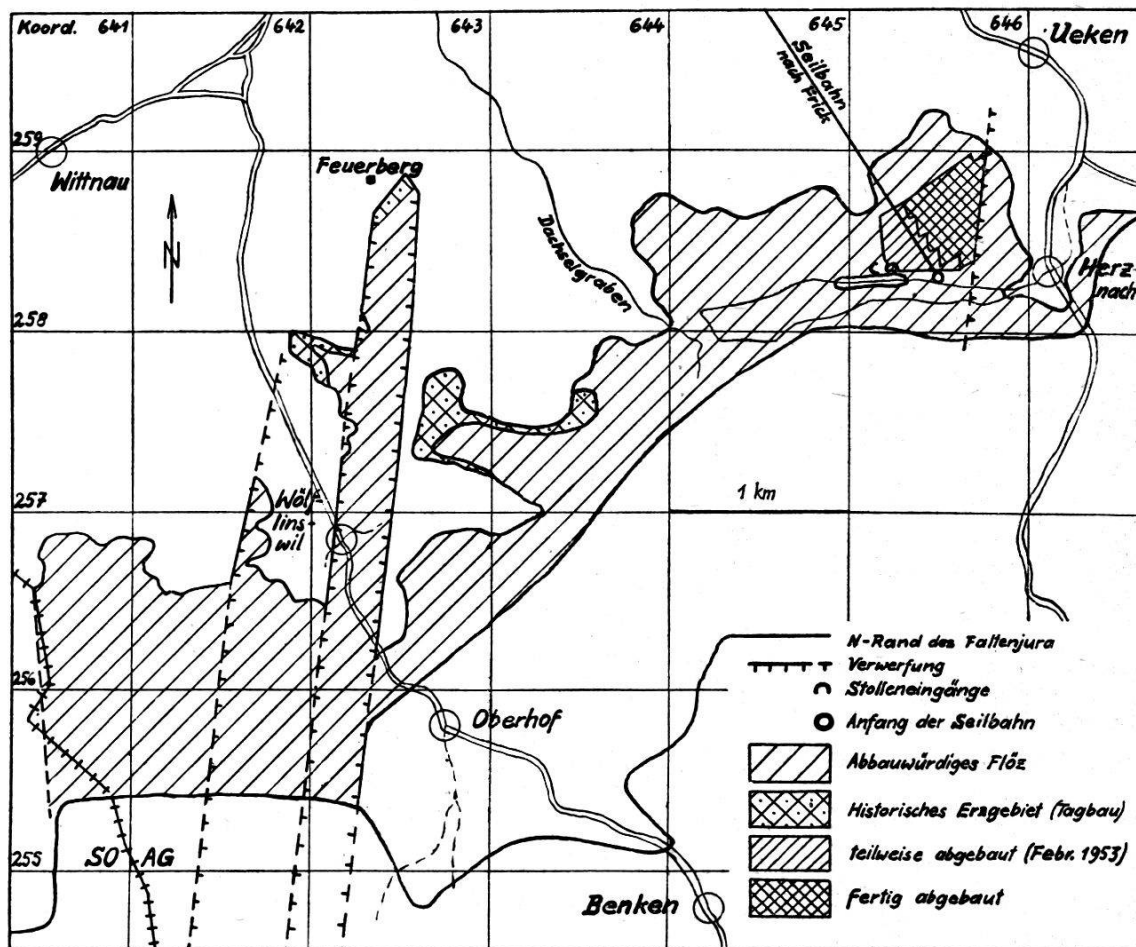 Koord. 641 642 643 644 645 646
Ueken
Seilbahn
nach Frick
259
Wittnau
Feuerberg
N
Dachselgraben
Herz-
nach
258
257
Wöl-
lins
wil
1 km
256
Oberhof
255
SO AG
Benken
N-Rand des Faltenjura
Verwerfung
Stolleneingänge
Anfang der Seilbahn
Abbauwürdiges Flöz
Historisches Erzgebiet (Tagbau)
teilweise abgebaut (Febr. 1953)
Fertig abgebaut